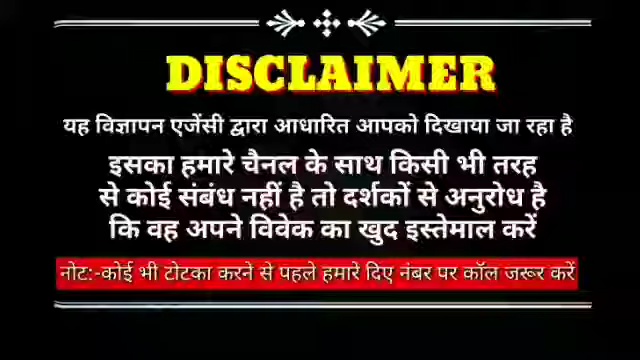 DISCLAIMER
यह विज्ञापन एजेंसी द्वारा आधारित आपको दिखाया जा रहा है
इसका हमारे चैनल के साथ किसी भी तरह
से कोई संबंध नहीं है तो दर्शकों से अनुरोध है
कि वह अपने विवेक का खुद इस्तेमाल करें
नोट:-कोई भी टोटका करने से पहले हमारे दिए नंबर पर कॉल जरूर करें